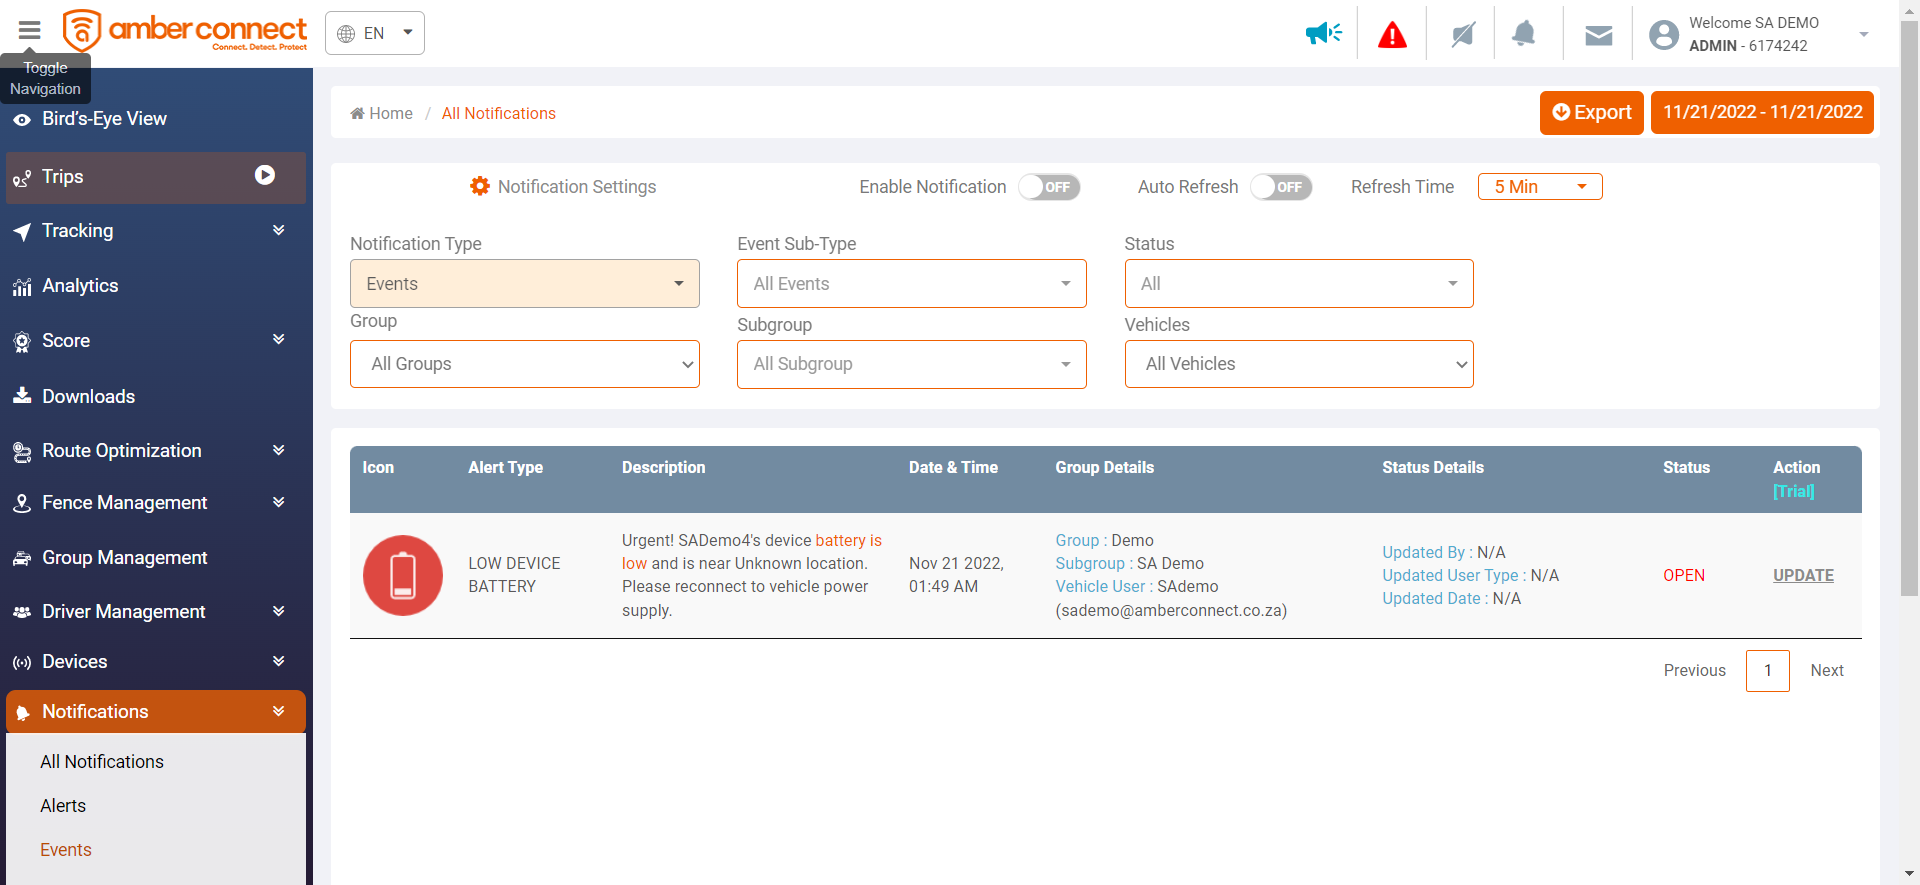 amber connect
Connect. Detect. Protect
EN
Welcome SA DEMO
ADMIN - 6174242
Toggle
Navigation
Bird's-Eye View
Trips
Tracking
Analytics
Score
Downloads
Route Optimization
Fence Management
Group Management
Driver Management
Devices
Notifications
All Notifications
Alerts
Events
Home / All Notifications
Export
11/21/2022 - 11/21/2022
Notification Settings
Enable Notification OFF
Auto Refresh OFF
Refresh Time 5 Min
Notification Type
Events
Event Sub-Type
All Events
Status
All
Group
All Groups
Subgroup
All Subgroup
Vehicles
All Vehicles
Icon Alert Type Description Date & Time Group Details Status Details Status Action
[Trial]
LOW DEVICE
BATTERY
Urgent! SADemo4's device battery is
low and is near Unknown location.
Please reconnect to vehicle power
supply.
Nov 21 2022,
01:49 AM
Group : Demo
Subgroup : SA Demo
Vehicle User : SAdemo
(sademo@amberconnect.co.za)
Updated By : N/A
Updated User Type : N/A
Updated Date : N/A
OPEN
UPDATE
Previous 1 Next